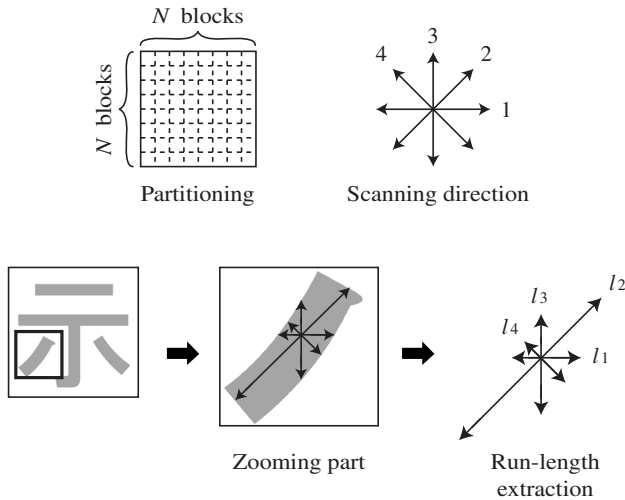 N blocks
N blocks
Partitioning
3
4
2
1
Scanning direction
示
Zooming part
l2
l3
l4
l1
Run-length
extraction